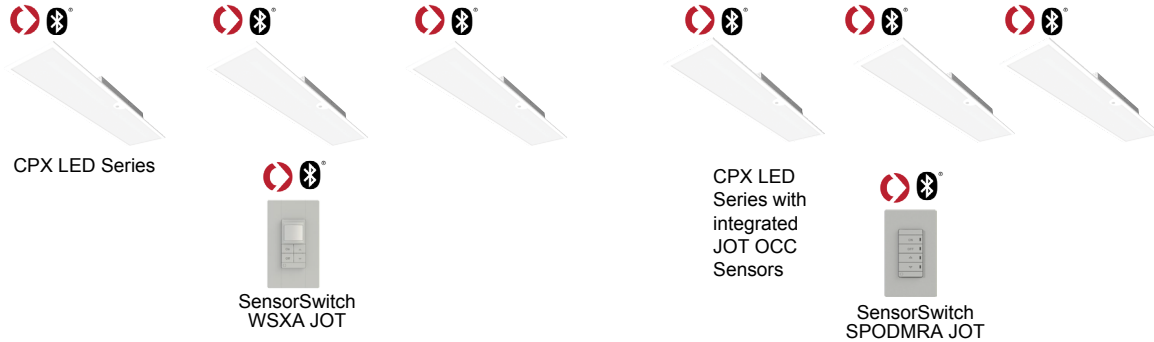 CPX LED Series
SensorSwitch
WSXA JOT
CPX LED
Series with
integrated
JOT OCC
Sensors
SensorSwitch
SPODMRA JOT